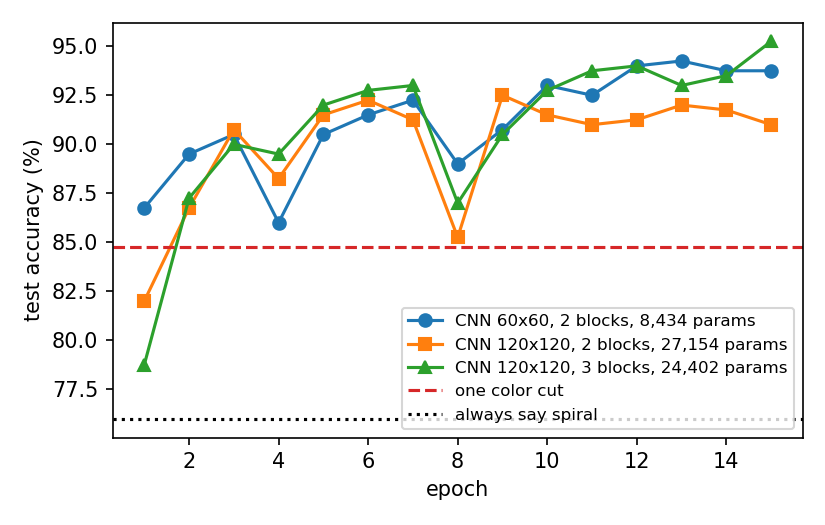 95.0
92.5
90.0
87.5
85.0
82.5
80.0
77.5
test accuracy (%)
CNN 60x60, 2 blocks, 8,434 params
CNN 120x120, 2 blocks, 27,154 params
CNN 120x120, 3 blocks, 24,402 params
one color cut
always say spiral
2 4 6 8 10 12 14
epoch